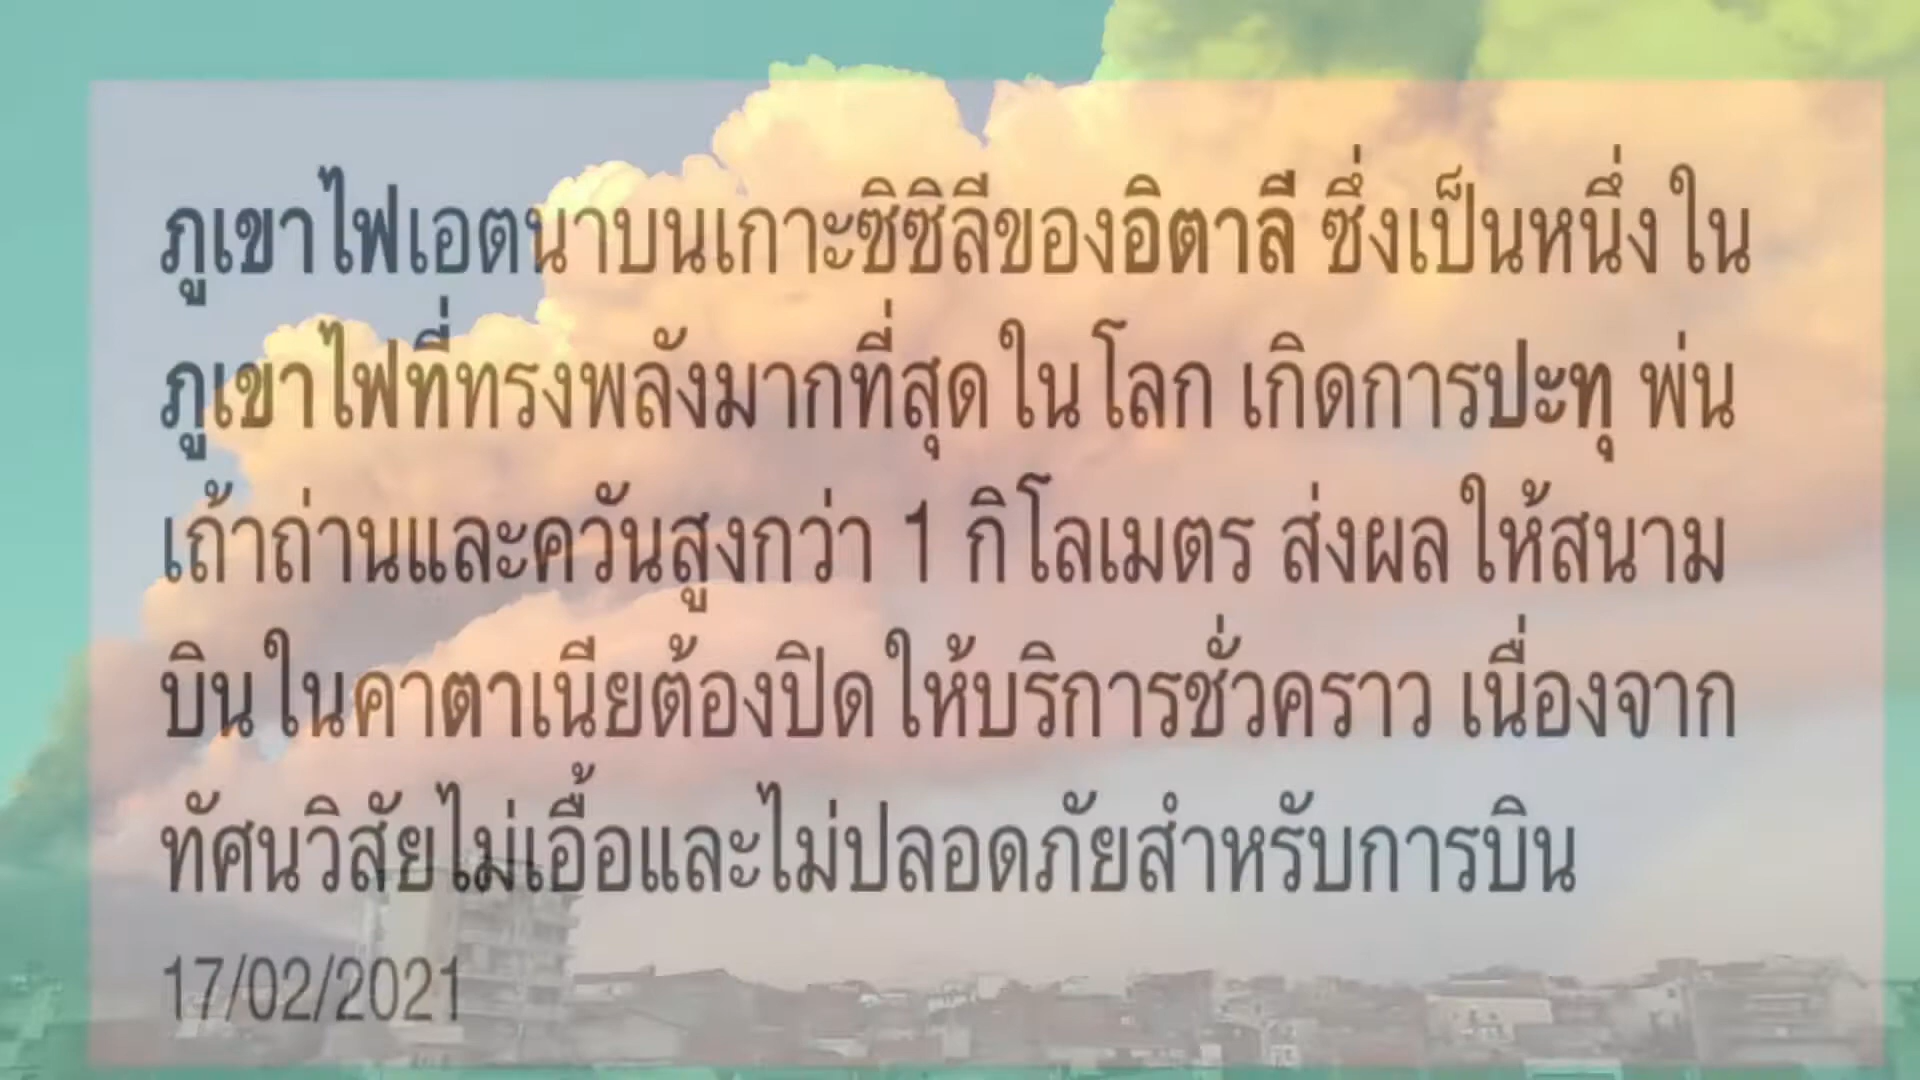 ภูเขาไฟเอตนาบนเกาะซิซิลีของอิตาลี ซึ่งเป็นหนึ่งใน
ภูเขาไฟที่ทรงพลังมากที่สุดในโลก เกิดการปะทุ พ่น
เถ้าถ่านและควันสูงกว่า 1 กิโลเมตร ส่งผลให้สนาม
บินในคาตาเนียต้องปิดให้บริการชั่วคราว เนื่องจาก
ทัศนวิสัยไม่เอื้อและไม่ปลอดภัยสำหรับการบิน
17/02/2021